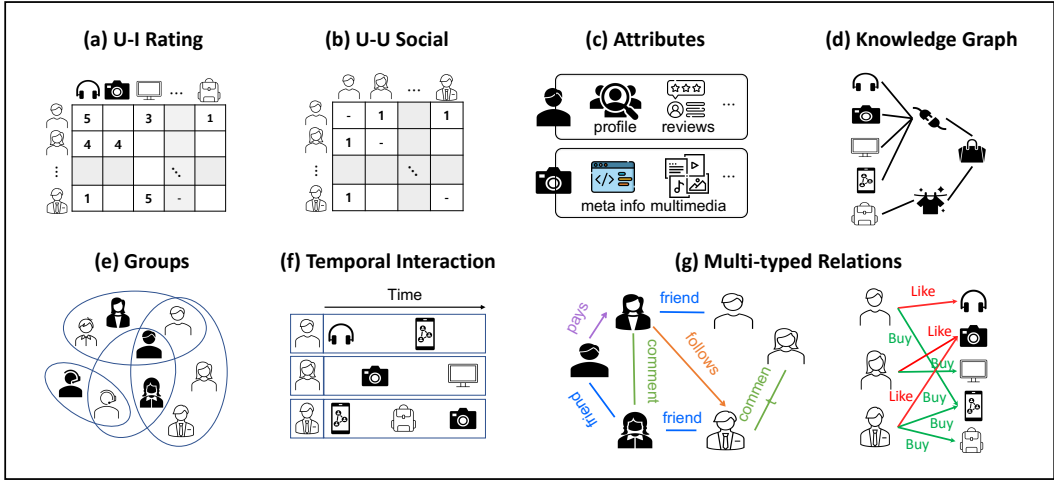 (a) U-I Rating
(b) U-U Social
(c) Attributes
(d) Knowledge Graph
...
5 3 1
4 4
⋮ ⋱
1 5 -
...
- 1 1
1 -
⋮ ⋱
1 -
profile reviews ...
</>
meta info multimedia ...
(e) Groups
(f) Temporal Interaction
(g) Multi-typed Relations
Time
pays
friend
comment
follows
commen
t
friend
friend
Like
Buy
Like
Buy
Like
Buy
Buy
Buy